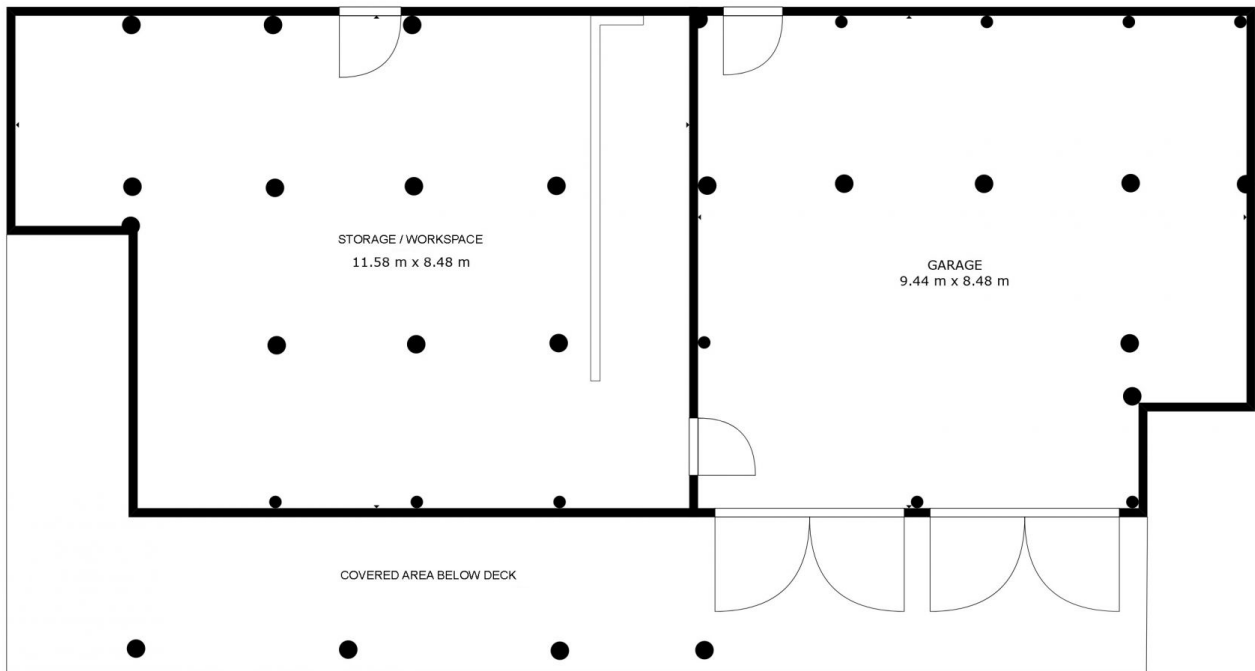 STORAGE / WORKSPACE
11.58 m x 8.48 m
GARAGE
9.44 m x 8.48 m
COVERED AREA BELOW DECK